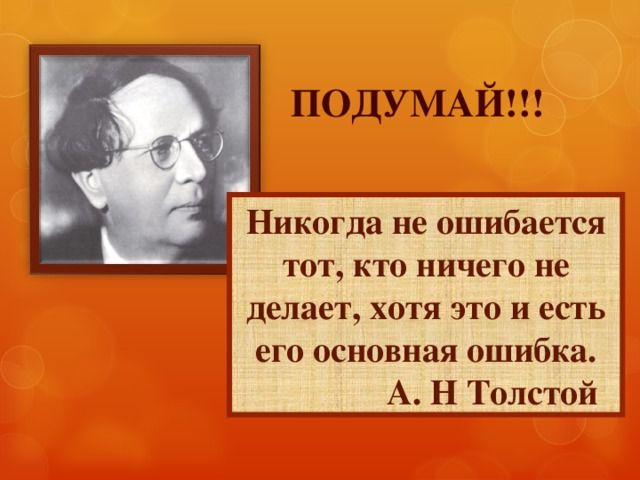 ПОДУМАЙ!!!
Никогда не ошибается
тот, кто ничего не
делает, хотя это и есть
его основная ошибка.
А. Н Толстой